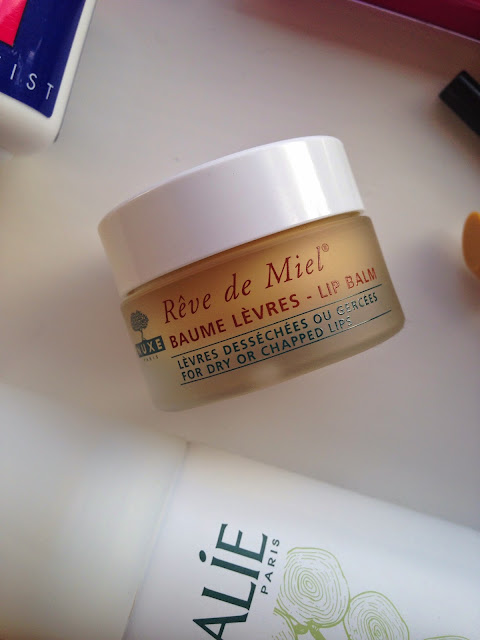 IST
Rêve de Miel®
BAUME LÈVRES - LIP BALM
UXE
PARIS
LÈVRES DESSÉCHÉES OU GERCÉES
FOR DRY OR CHAPPED LIPS
ALIE
PARIS